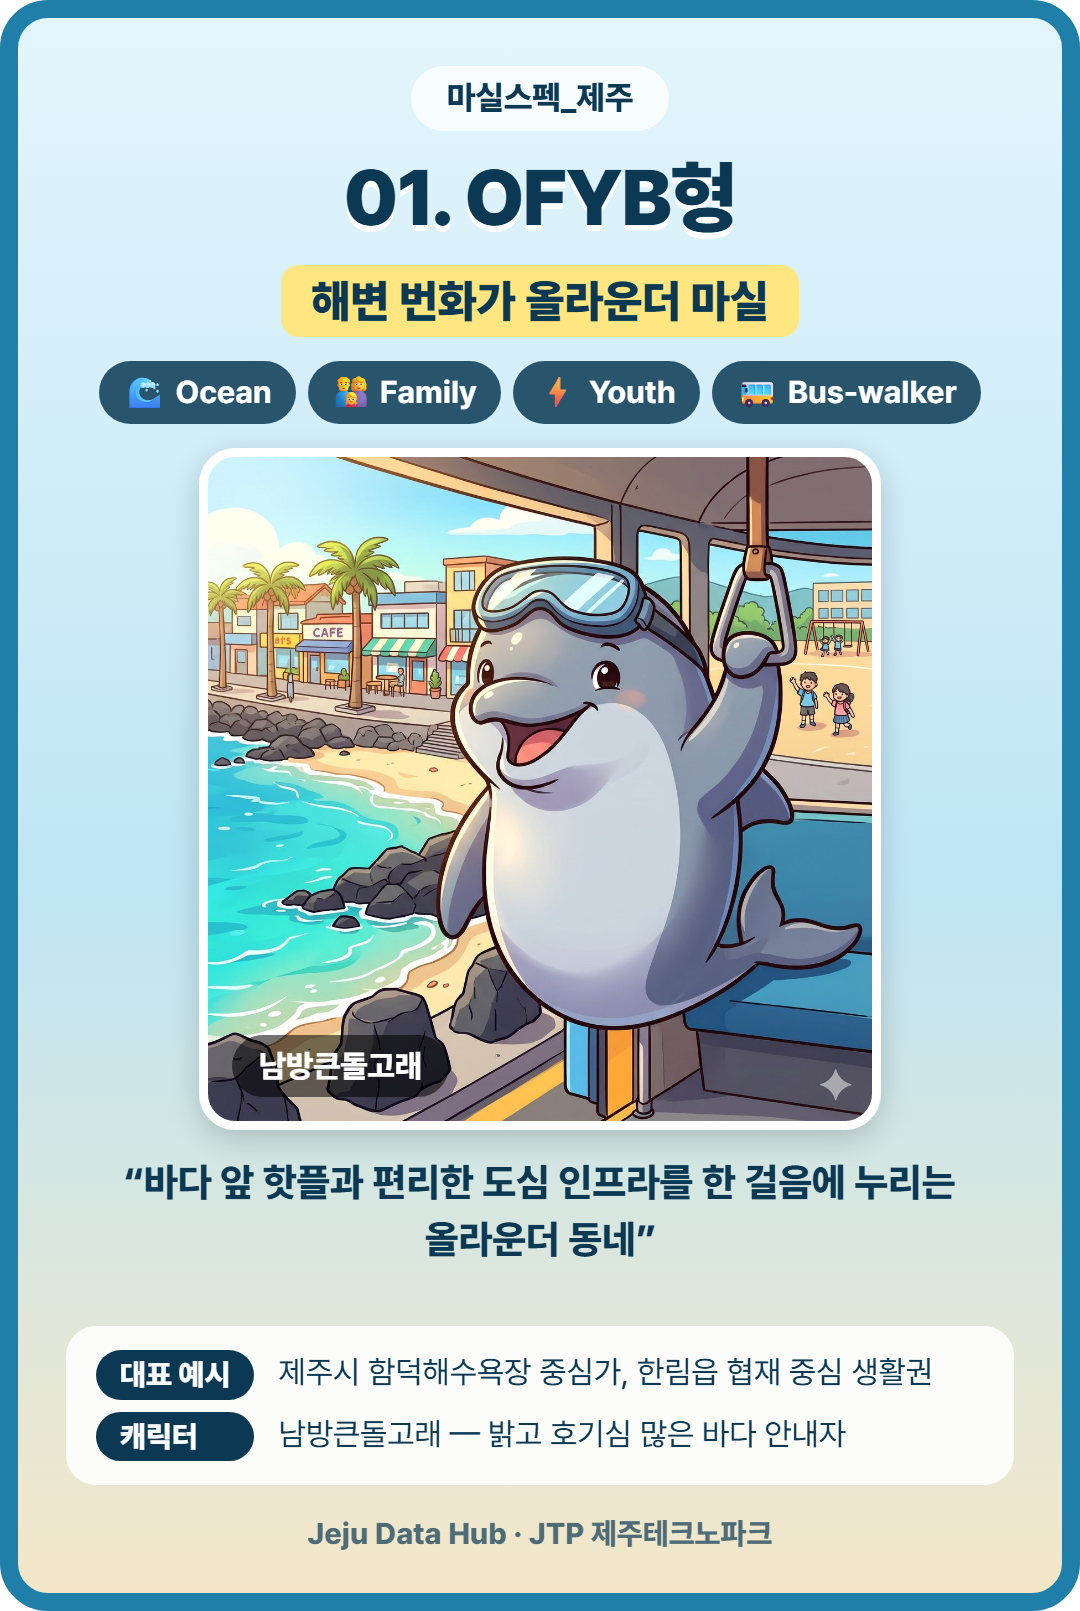 마실스펙_제주
01. OFYB형
해변 번화가 올라운더 마실
Ocean Family Youth Bus-walker
CAFE
남방큰돌고래
“바다 앞 핫플과 편리한 도심 인프라를 한 걸음에 누리는
올라운더 동네”
대표 예시 제주시 함덕해수욕장 중심가, 한림읍 협재 중심 생활권
캐릭터 남방큰돌고래 — 밝고 호기심 많은 바다 안내자
Jeju Data Hub · JTP 제주테크노파크